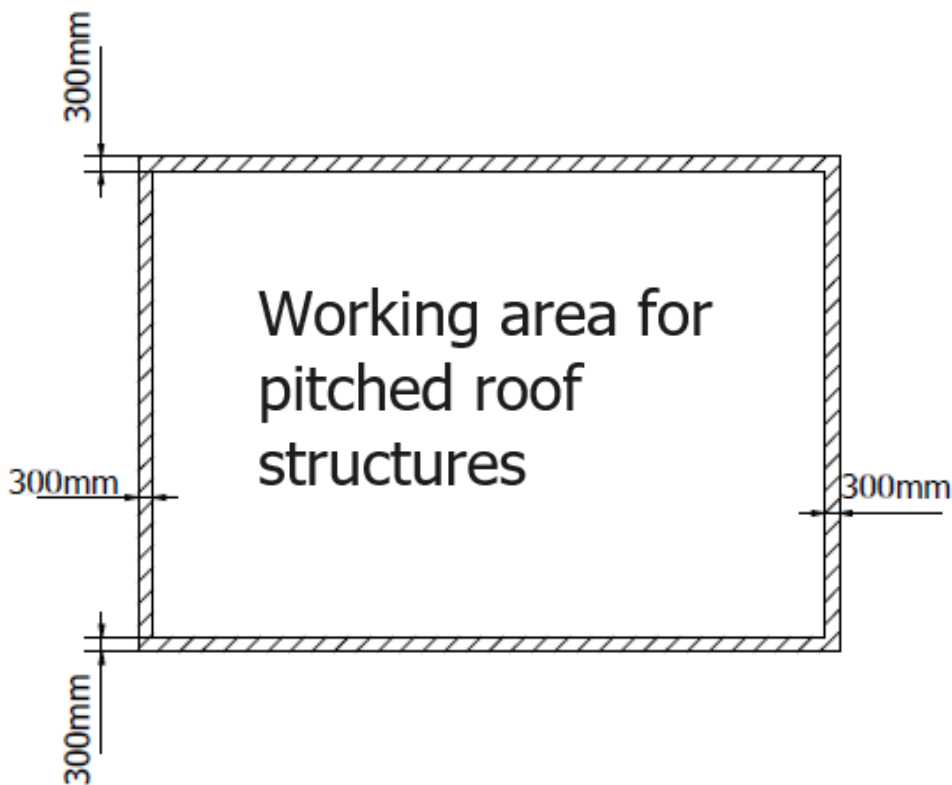 300mm
Working area for
pitched roof
structures
300mm
300mm
300mm